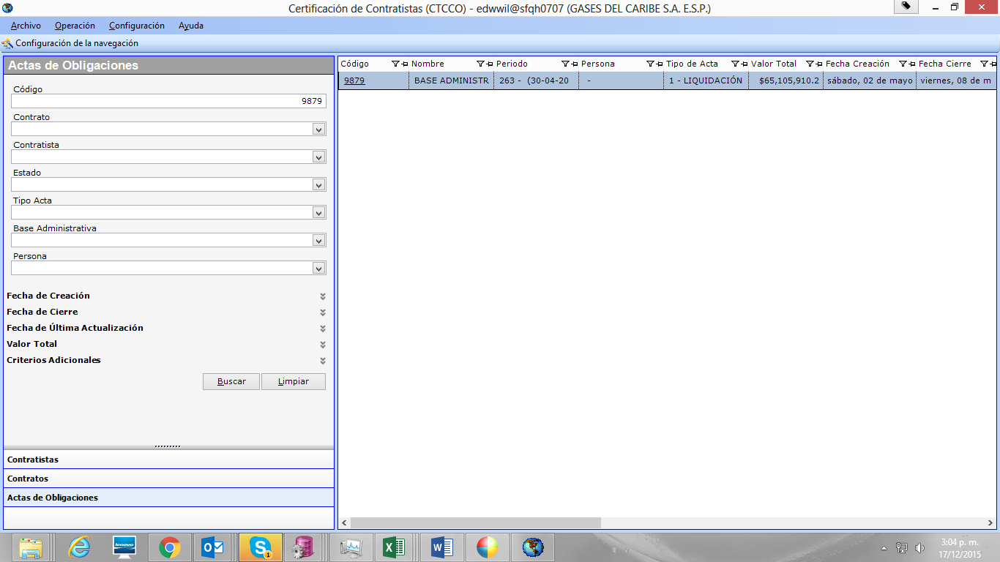 Certificación de Contratistas (CTCCO) - edwwil@sfqh0707 (GASES DEL CARIBE S.A. E.S.P.)
Archivo Operación Configuración Ayuda
Configuración de la navegación
Actas de Obligaciones
Código
9879
Contrato
Contratista
Estado
Tipo Acta
Base Administrativa
Persona
Fecha de Creación
Fecha de Cierre
Fecha de Última Actualización
Valor Total
Criterios Adicionales
Buscar Limpiar
Contratistas
Contratos
Actas de Obligaciones
Código Nombre Periodo Persona Tipo de Acta Valor Total Fecha Creación Fecha Cierre
9879 BASE ADMINISTR 263 - (30-04-20 - 1 - LIQUIDACIÓN $65,105,910.2 sábado, 02 de mayo viernes, 08 de m
lenovo
1
3:04 p. m.
17/12/2015